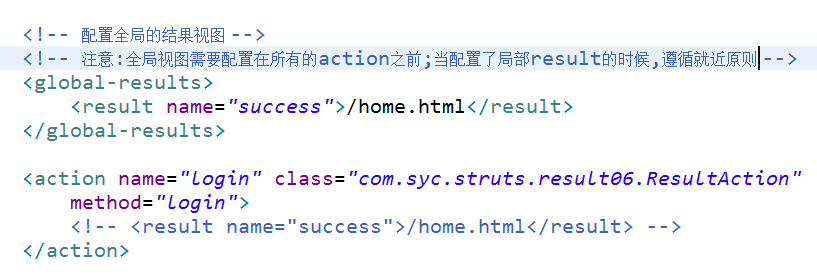 <!-- 配置全局的结果视图 -->
<!-- 注意:全局视图需要配置在所有的action之前;当配置了局部result的时候,遵循就近原则-->
<global-results>
<result name="success">/home.html</result>
</global-results>
<action name="login" class="com.syc.struts.result06.ResultAction"
method="login">
<!-- <result name="success">/home.html</result> -->
</action>